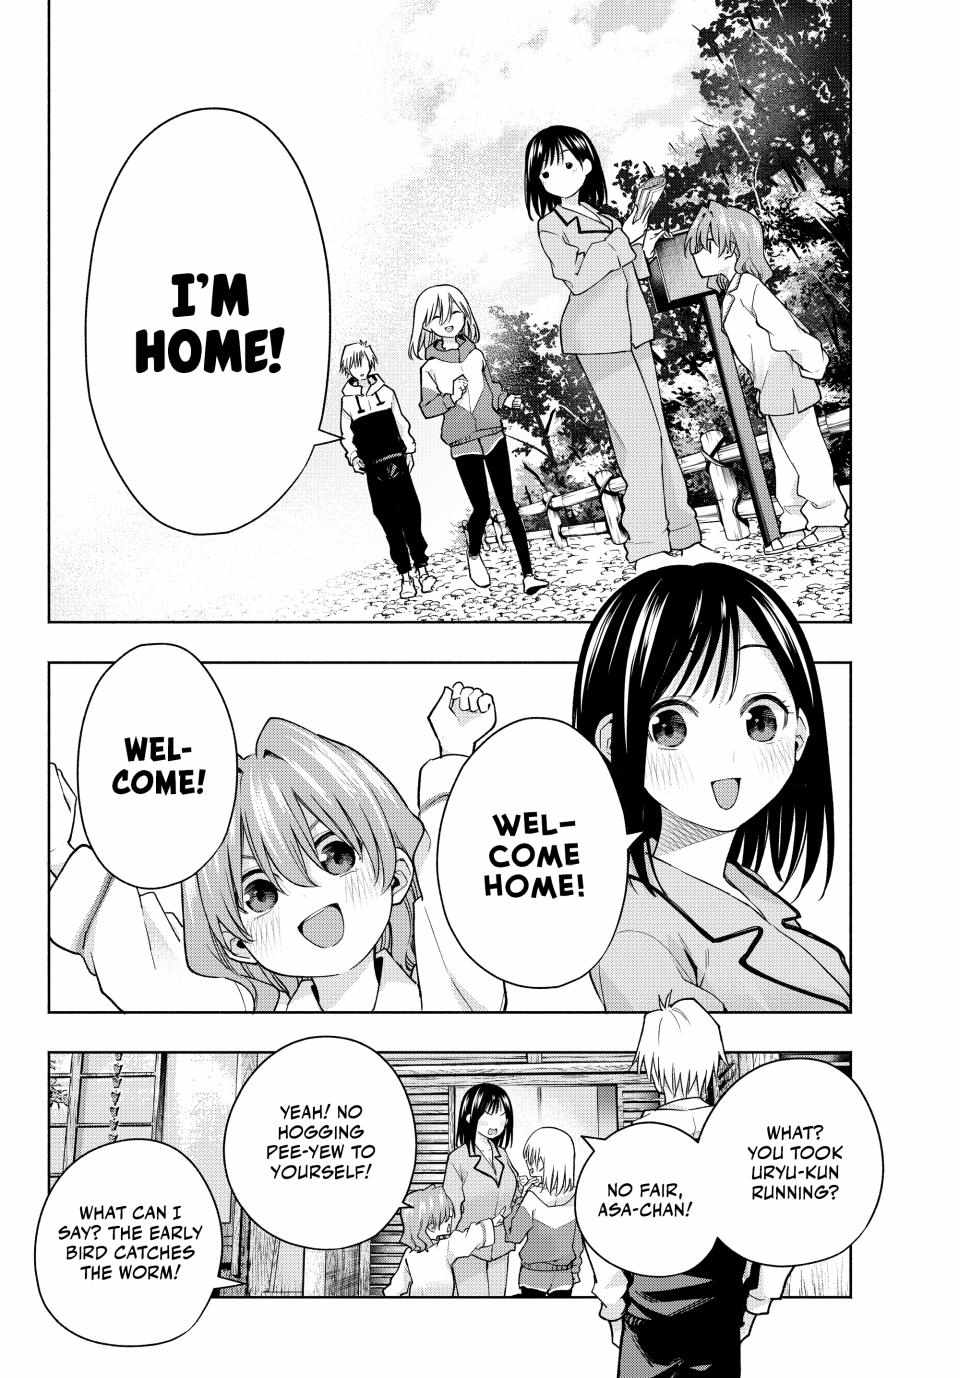 I'M
HOME!
WEL-
COME
HOME!
WEL-
COME!
WHAT?
YOU TOOK
URYU-KUN
RUNNING?
NO FAIR,
ASA-CHAN!
YEAH! NO
HOGGING
PEE-YEW TO
YOURSELF!
WHAT CAN I
SAY? THE EARLY
BIRD CATCHES
THE WORM!